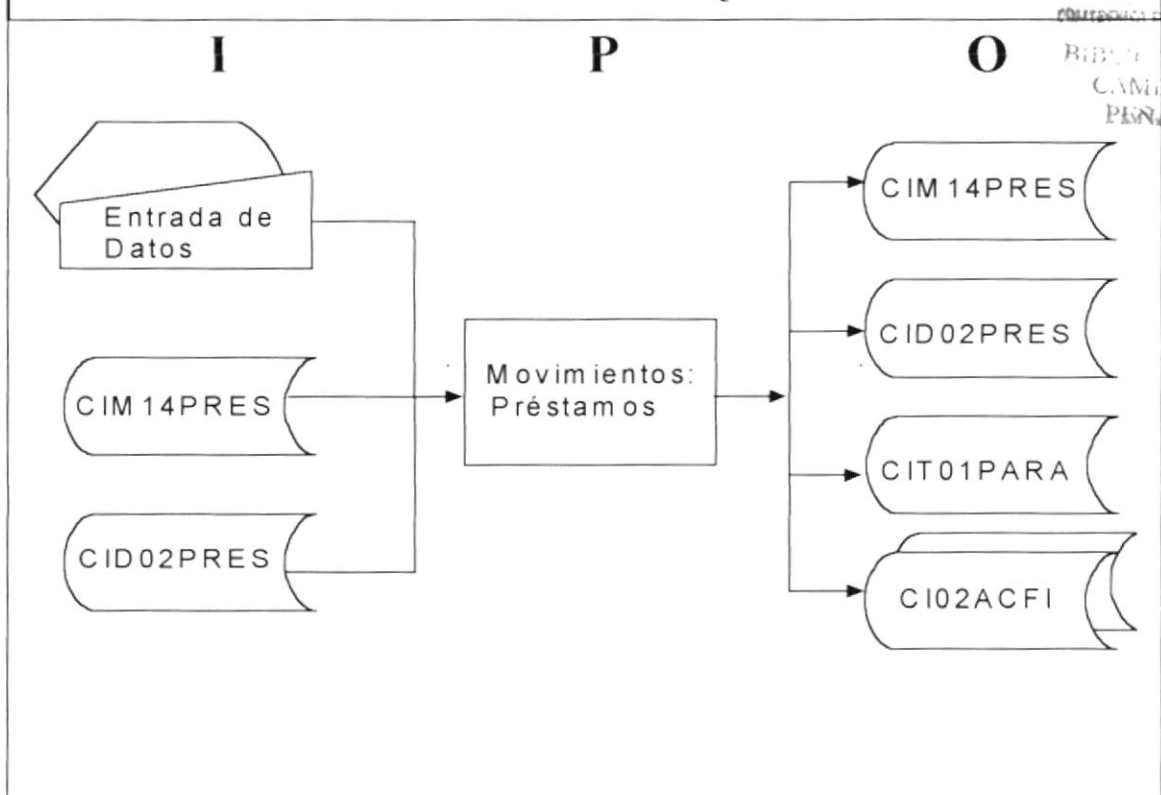 I P O
Entrada de
Datos
CIM14PRES
CID02PRES
Movimientos:
Préstamos
CIM14PRES
CID02PRES
CIT01PARA
CI02ACFI